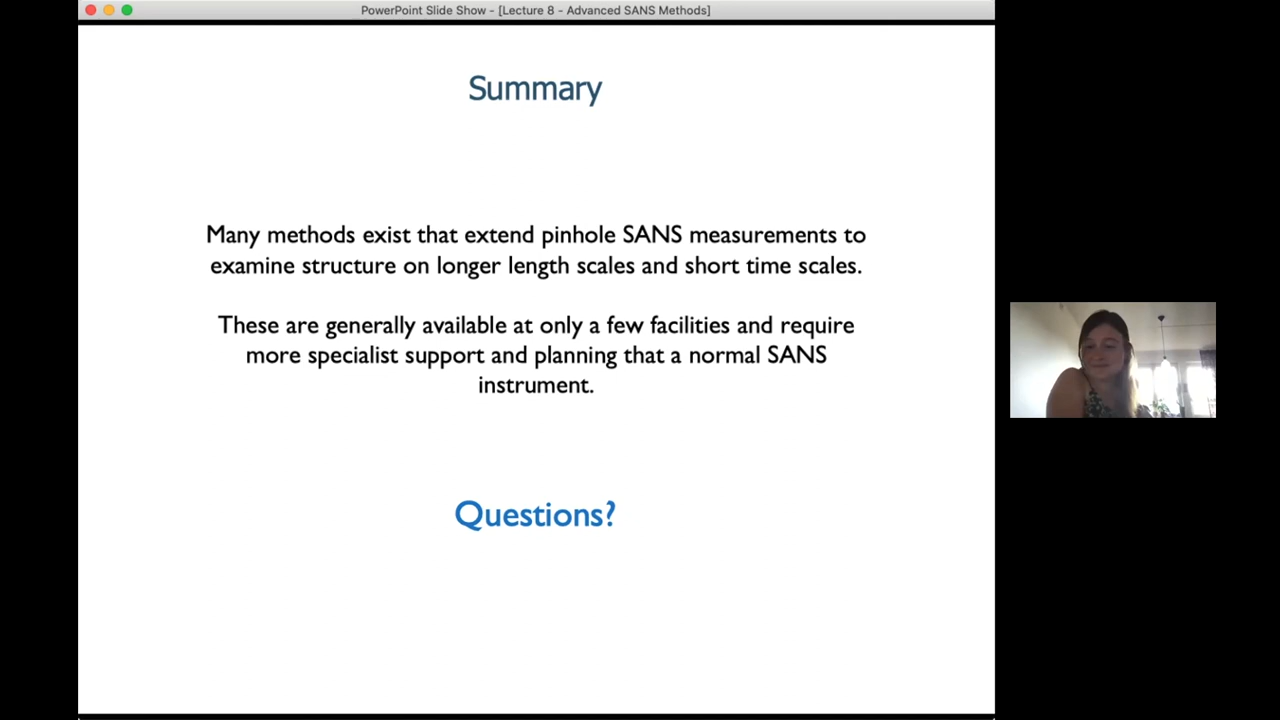 PowerPoint Slide Show - [Lecture 8 - Advanced SANS Methods]
Summary
Many methods exist that extend pinhole SANS measurements to
examine structure on longer length scales and short time scales.
These are generally available at only a few facilities and require
more specialist support and planning that a normal SANS
instrument.
Questions?